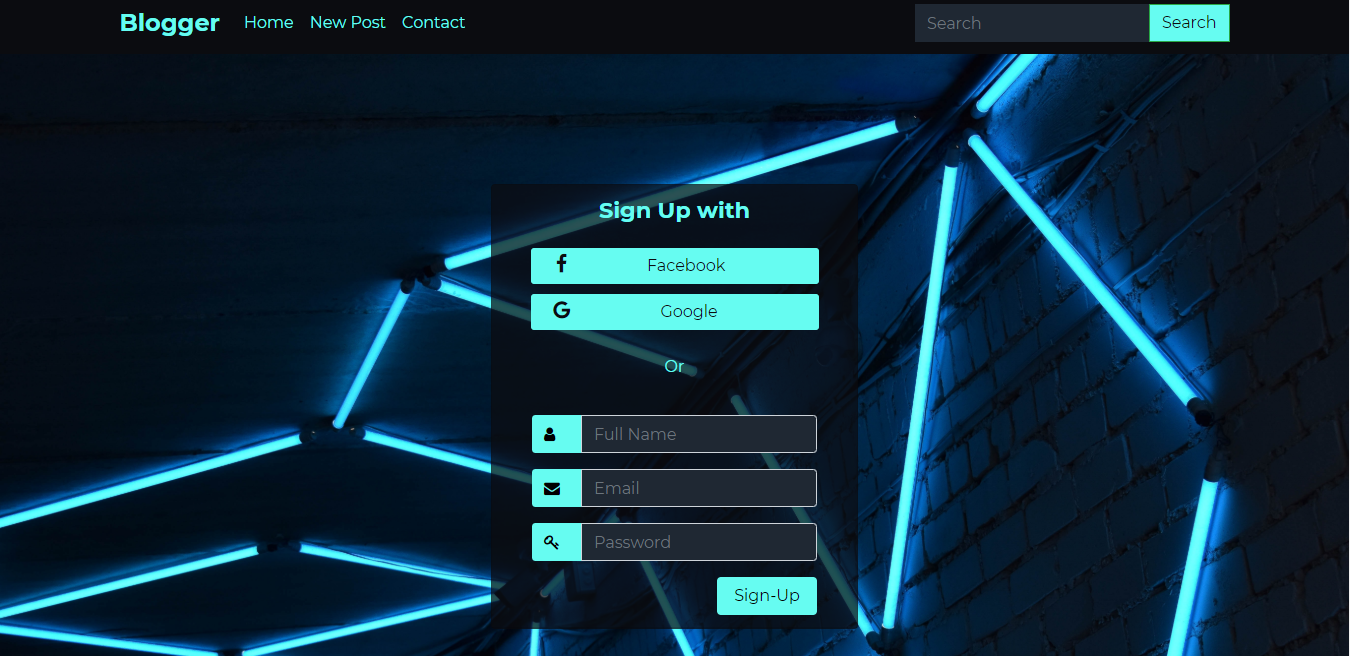 Blogger Home New Post Contact Search Search
Sign Up with
Facebook
Google
Or
Full Name
Email
Password
Sign-Up